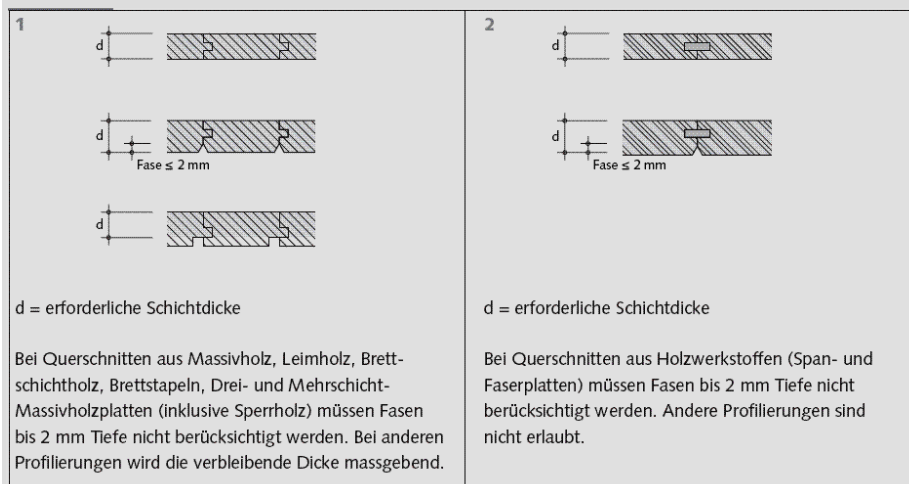 1
d
d
Fase ≤ 2 mm
d
d = erforderliche Schichtdicke
Bei Querschnitten aus Massivholz, Leimholz, Brett-
schichtholz, Brettstapeln, Drei- und Mehrschicht-
Massivholzplatten (inklusive Sperrholz) müssen Fasen
bis 2 mm Tiefe nicht berücksichtigt werden. Bei anderen
Profilierungen wird die verbleibende Dicke massgebend.
2
d
d
Fase ≤ 2 mm
d = erforderliche Schichtdicke
Bei Querschnitten aus Holzwerkstoffen (Span- und
Faserplatten) müssen Fasen bis 2 mm Tiefe nicht
berücksichtigt werden. Andere Profilierungen sind
nicht erlaubt.